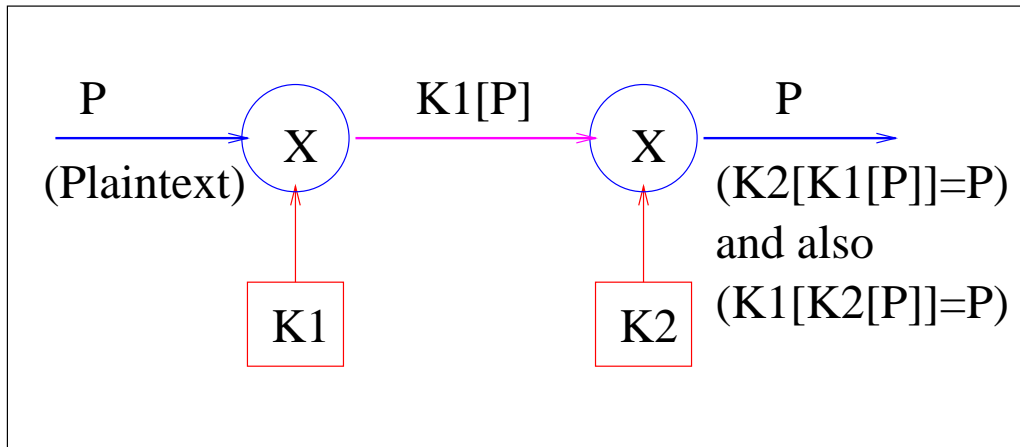 P K1[P] P
X X
(Plaintext) (K2[K1[P]]=P)
and also
(K1[K2[P]]=P)
K1 K2